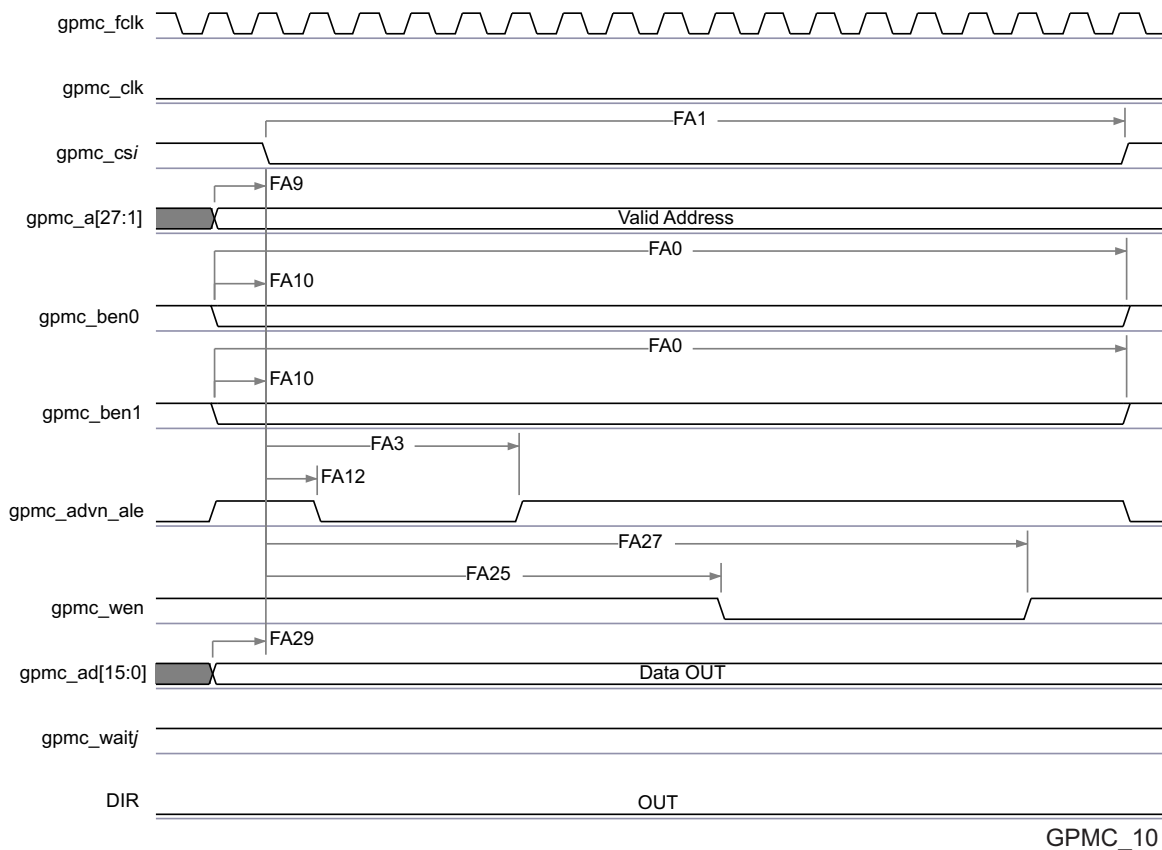 gpmc_fclk
gpmc_clk
FA1
gpmc_csi
FA9
gpmc_a[27:1]
Valid Address
FA0
FA10
gpmc_ben0
FA0
FA10
gpmc_ben1
FA3
FA12
gpmc_advn_ale
FA27
FA25
gpmc_wen
FA29
gpmc_ad[15:0]
Data OUT
gpmc_waitj
DIR
OUT
GPMC_10